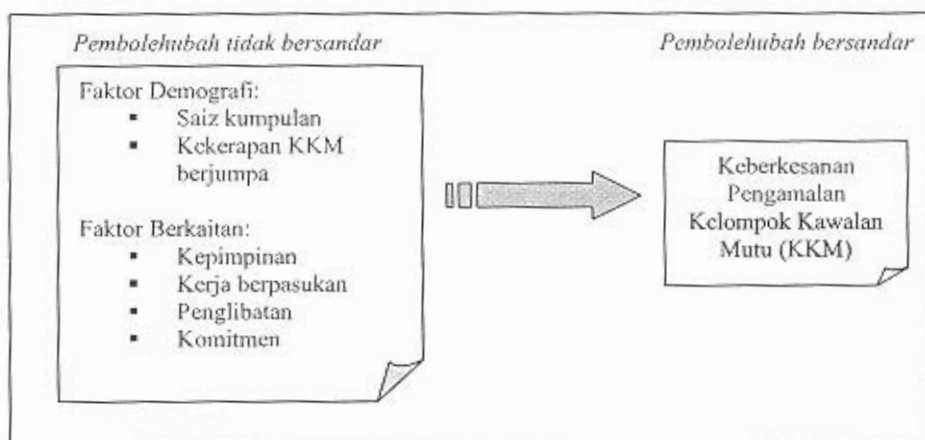 Pembolehubah tidak bersandar
Pembolehubah bersandar
Faktor Demografi:
▪ Saiz kumpulan
▪ Kekerapan KKM
berjumpa
Faktor Berkaitan:
▪ Kepimpinan
▪ Kerja berpasukan
▪ Penglibatan
▪ Komitmen
Keberkesanan
Pengamalan
Kelompok Kawalan
Mutu (KKM)